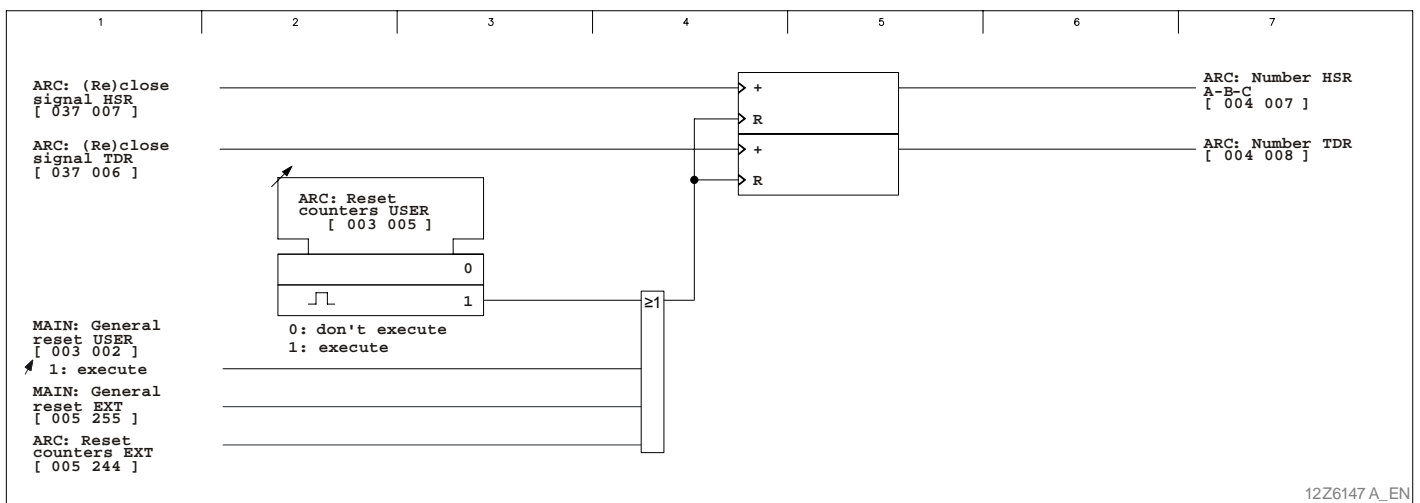 1 2 3 4 5 6 7
ARC: (Re)close
signal HSR
[ 037 007 ]
ARC: (Re)close
signal TDR
[ 037 006 ]
+
R
+
R
ARC: Number HSR
A-B-C
[ 004 007 ]
ARC: Number TDR
[ 004 008 ]
ARC: Reset
counters USER
[ 003 005 ]
0
1
0: don't execute
1: execute
≥1
MAIN: General
reset USER
[ 003 002 ]
1: execute
MAIN: General
reset EXT
[ 005 255 ]
ARC: Reset
counters EXT
[ 005 244 ]
12Z6147 A_EN